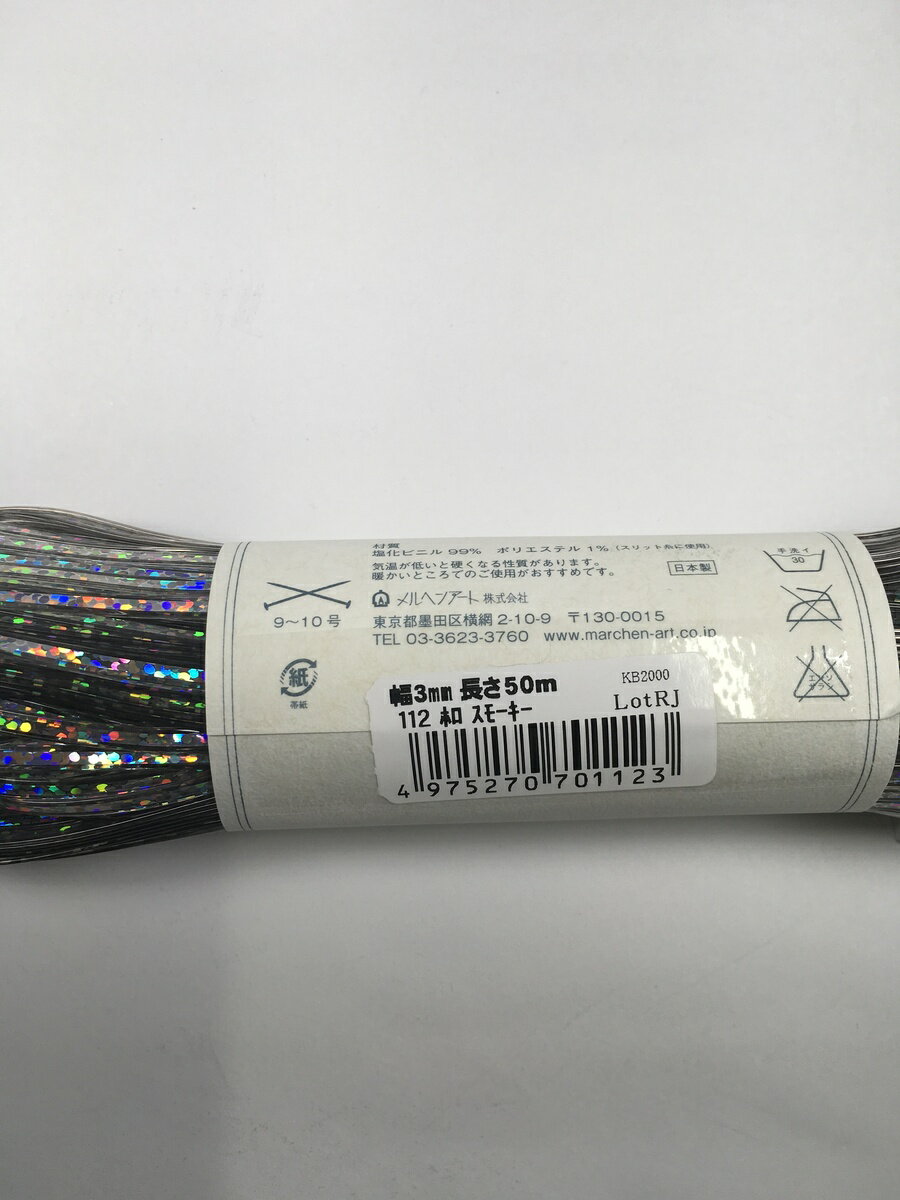 材質
塩化ビニル 99%　ポリエステル 1%（スリット糸に使用）
気温が低いと硬くなる性質があります。
暖かいところでのご使用がおすすめです。
日本製
メルヘンアート 株式会社
東京都墨田区横網 2-10-9　〒130-0015
TEL 03-3623-3760　www.marchen-art.co.jp
9〜10号
紙
帯紙
手洗イ
30
エンソ
サラシ
幅3mm 長さ50m
KB2000
112 ホロ スモーキー
LotRJ
4 975270 701123